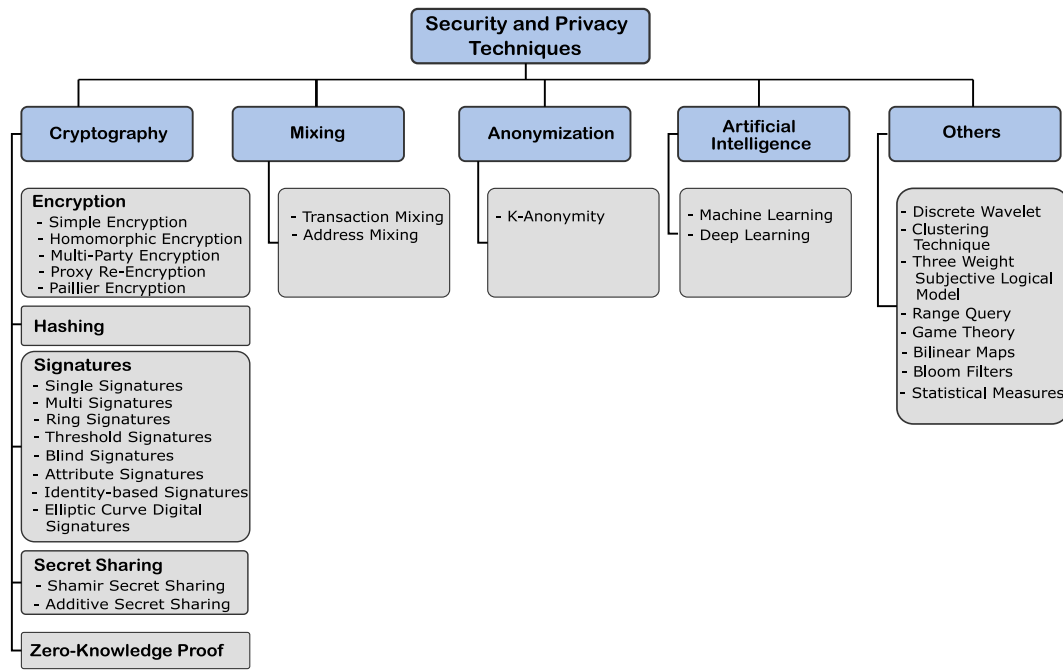 Security and Privacy
Techniques
Cryptography
Mixing
Anonymization
Artificial
Intelligence
Others
Encryption
- Simple Encryption
- Homomorphic Encryption
- Multi-Party Encryption
- Proxy Re-Encryption
- Paillier Encryption
Hashing
Signatures
- Single Signatures
- Multi Signatures
- Ring Signatures
- Threshold Signatures
- Blind Signatures
- Attribute Signatures
- Identity-based Signatures
- Elliptic Curve Digital
Signatures
Secret Sharing
- Shamir Secret Sharing
- Additive Secret Sharing
Zero-Knowledge Proof
- Transaction Mixing
- Address Mixing
- K-Anonymity
- Machine Learning
- Deep Learning
- Discrete Wavelet
- Clustering
Technique
- Three Weight
Subjective Logical
Model
- Range Query
- Game Theory
- Bilinear Maps
- Bloom Filters
- Statistical Measures